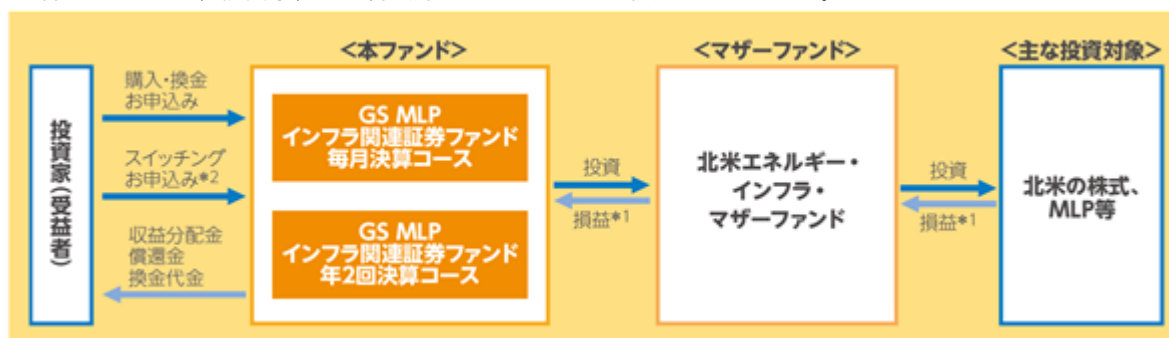 <本ファンド>
<マザーファンド>
<主な投資対象>
投資家(受益者)
購入・換金
お申込み
スイッチング
お申込み*2
収益分配金
償還金
換金代金
GS MLP
インフラ関連証券ファンド
毎月決算コース
GS MLP
インフラ関連証券ファンド
年2回決算コース
投資
損益*1
北米エネルギー・
インフラ・
マザーファンド
投資
損益*1
北米の株式、
MLP等